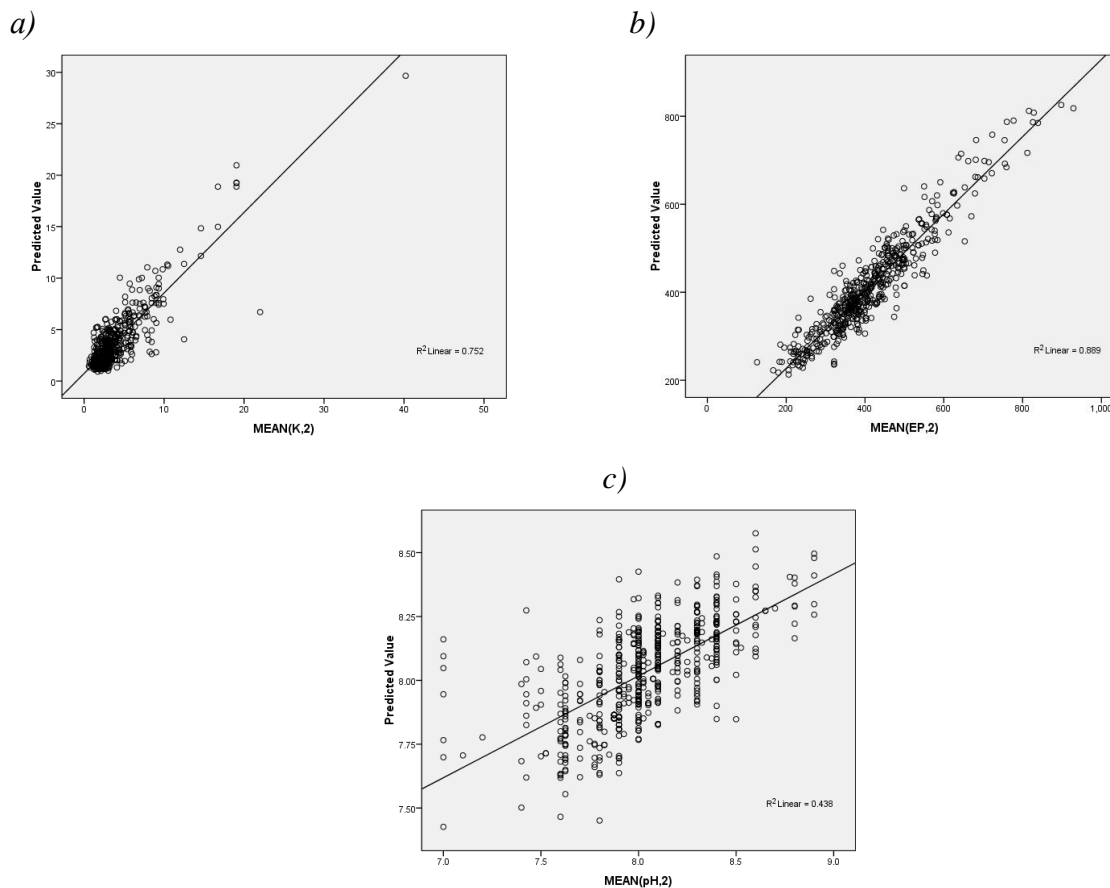 a)
30
25
20
15
10
5
0
Predicted Value
R² Linear = 0.752
0 10 20 30 40 50
MEAN(K,2)
b)
800
600
400
200
Predicted Value
R² Linear = 0.889
0 200 400 600 800 1,000
MEAN(EP,2)
c)
8.50
8.25
8.00
7.75
7.50
Predicted Value
R² Linear = 0.438
7.0 7.5 8.0 8.5 9.0
MEAN(pH,2)